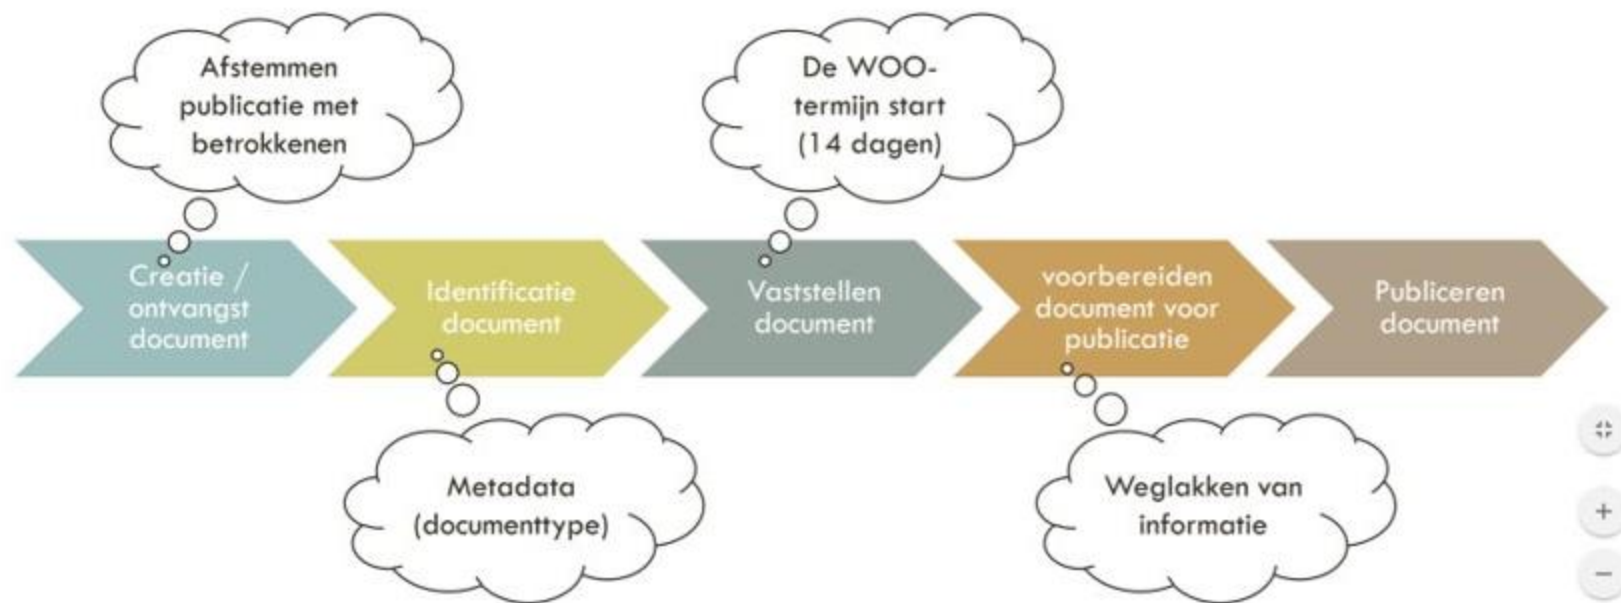 Afstemmen
publicatie met
betrokkenen
De WOO-
termijn start
(14 dagen)
Creatie /
ontvangst
document
Identificatie
document
Vaststellen
document
voorbereiden
document voor
publicatie
Publiceren
document
Metadata
(documenttype)
Weglakken van
informatie